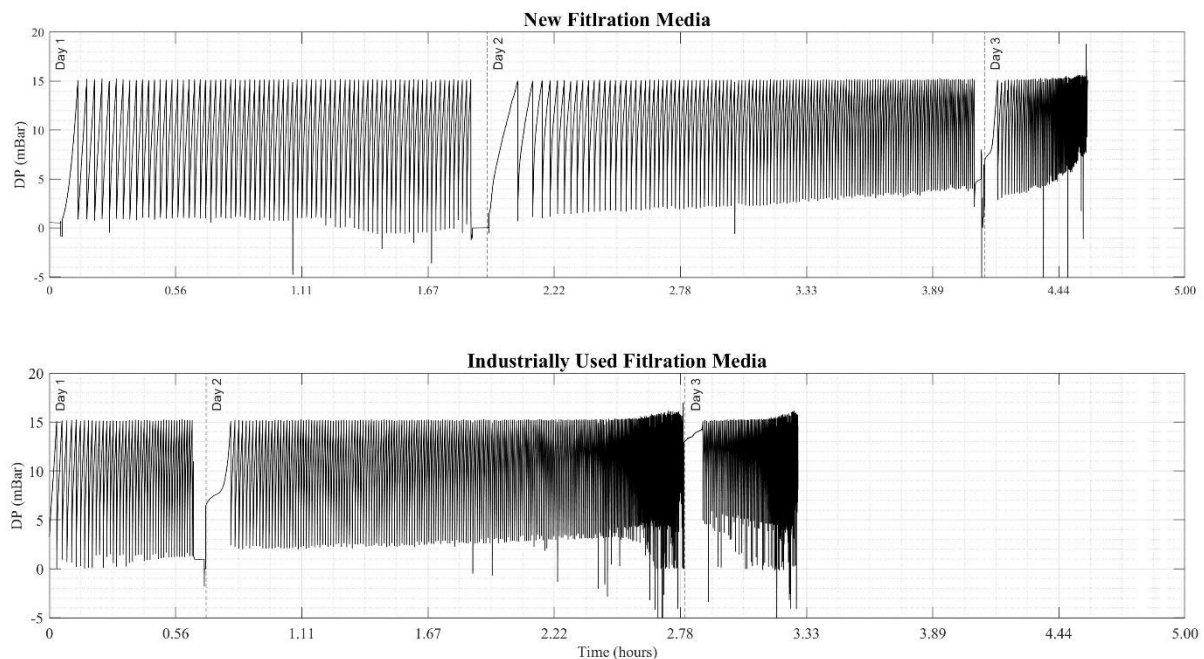 New Fitlration Media
Day 1
Day 2
Day 3
20
15
10
5
0
-5
DP (mBar)
0 0.56 1.11 1.67 2.22 2.78 3.33 3.89 4.44 5.00
Industrially Used Fitlration Media
Day 1
Day 2
Day 3
20
15
10
5
0
-5
DP (mBar)
0 0.56 1.11 1.67 2.22 2.78 3.33 3.89 4.44 5.00
Time (hours)